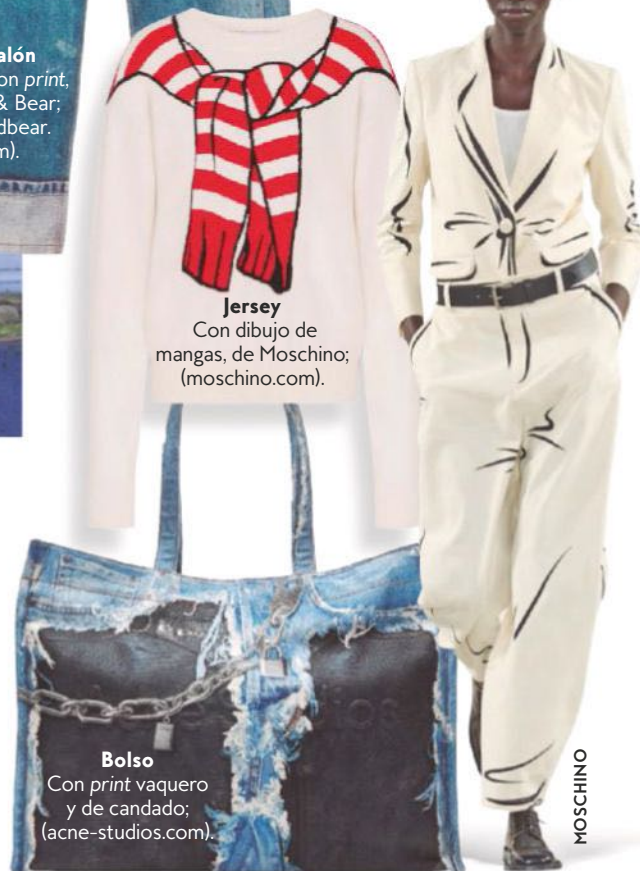 alón
on print,
& Bear;
dbear.
m).
Jersey
Con dibujo de
mangas, de Moschino;
(moschino.com).
Bolso
Con print vaquero
y de candado;
(acne-studios.com).
MOSCHINO